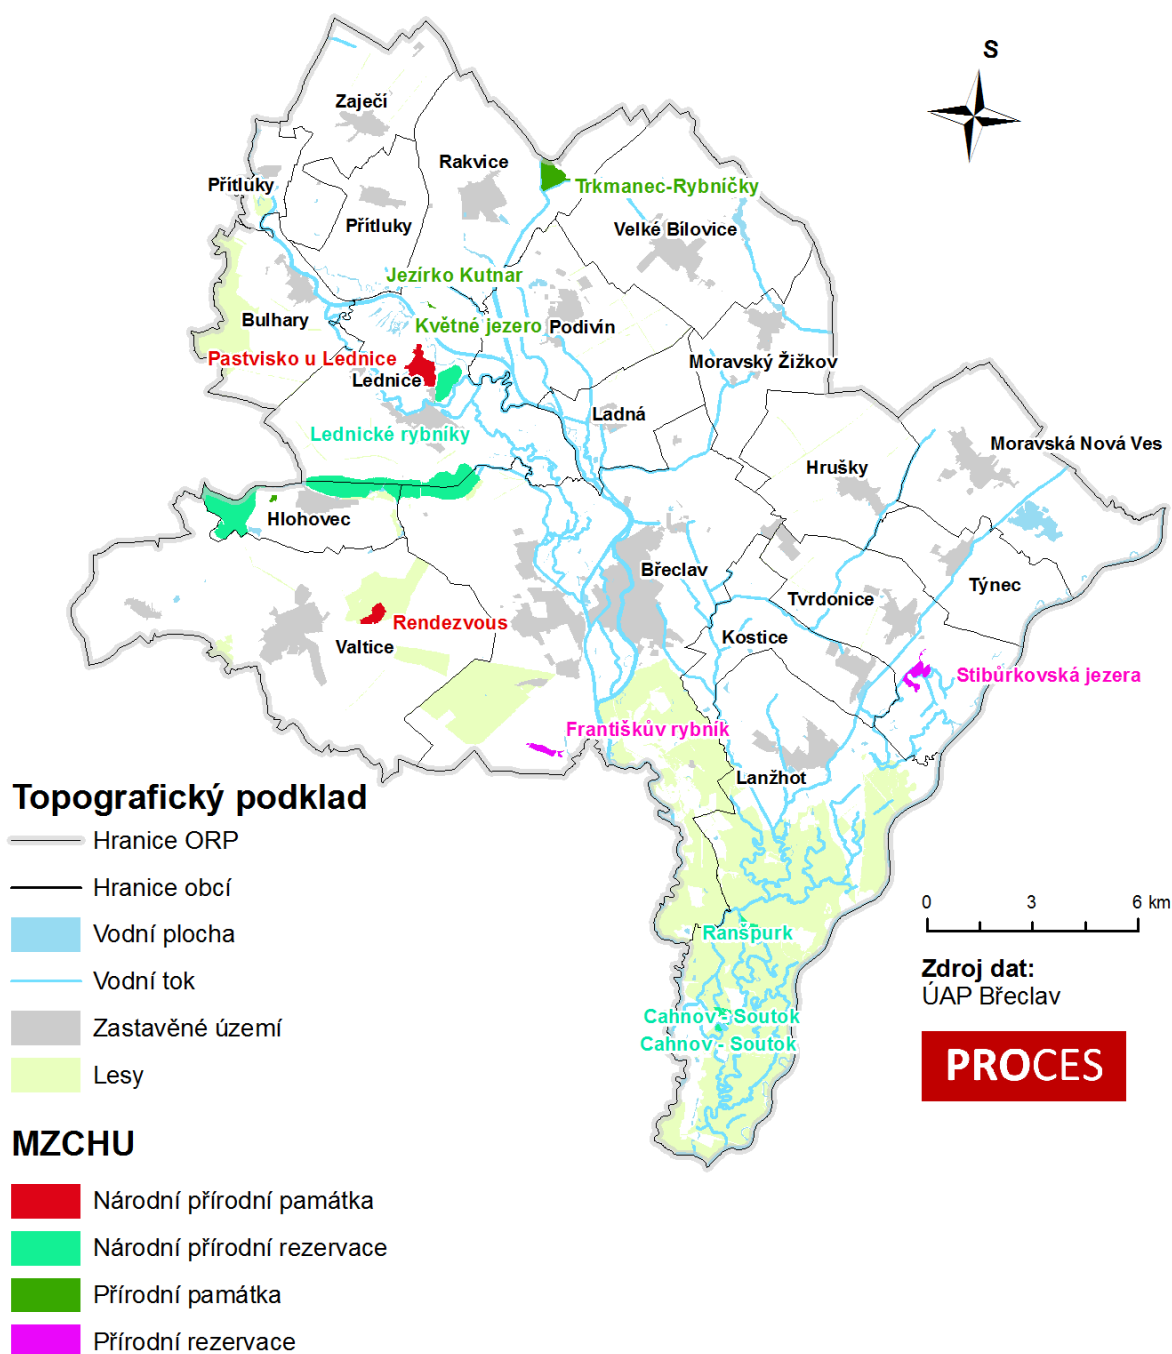 S
Zaječí
Rakvice
Přítluky
Trkmanec-Rybníčky
Přítluky
Velké Bílovice
Jezírko Kutnar
Bulhary
Květné jezero
Podivín
Pastvisko u Lednice
Moravský Žižkov
Lednice
Ladná
Lednické rybníky
Moravská Nová Ves
Hrušky
Hlohovec
Břeclav
Týnec
Tvrdonice
Rendezvous
Kostice
Valtice
Stibůrkovská jezera
Františkův rybník
Lanžhot
Ranšpurk
Cahnov - Soutok
Cahnov - Soutok
Topografický podklad
Hranice ORP
Hranice obcí
Vodní plocha
Vodní tok
Zastavěné území
Lesy
MZCHU
Národní přírodní památka
Národní přírodní rezervace
Přírodní památka
Přírodní rezervace
0 3 6 km
Zdroj dat:
ÚAP Břeclav
PROCES